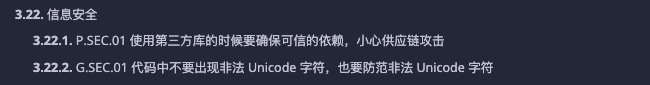 3.22. 信息安全
3.22.1. P.SEC.01 使用第三方库的时候要确保可信的依赖，小心供应链攻击
3.22.2. G.SEC.01 代码中不要出现非法 Unicode 字符，也要防范非法 Unicode 字符